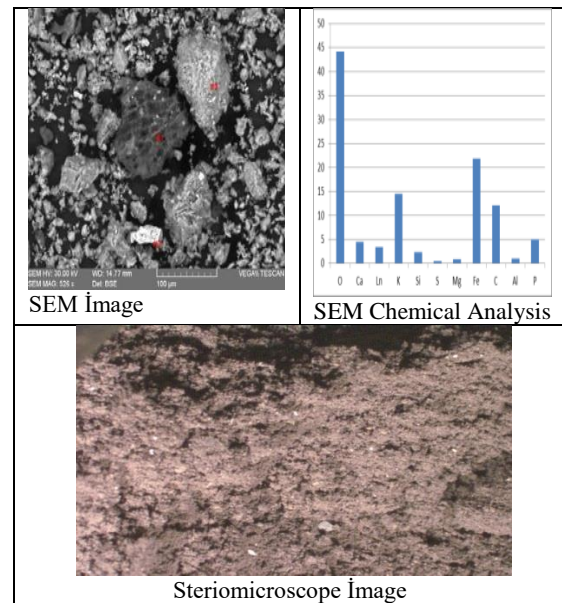 SEM HV: 30.00 kV WD: 14.77 mm VEGA\\ TESCAN
SEM MAG: 526 x Det: BSE 100 µm
SEM İmage
50
45
40
35
30
25
20
15
10
5
0
O Ca Ln K Si S Mg Fe C Al P
SEM Chemical Analysis
Steriomicroscope İmage